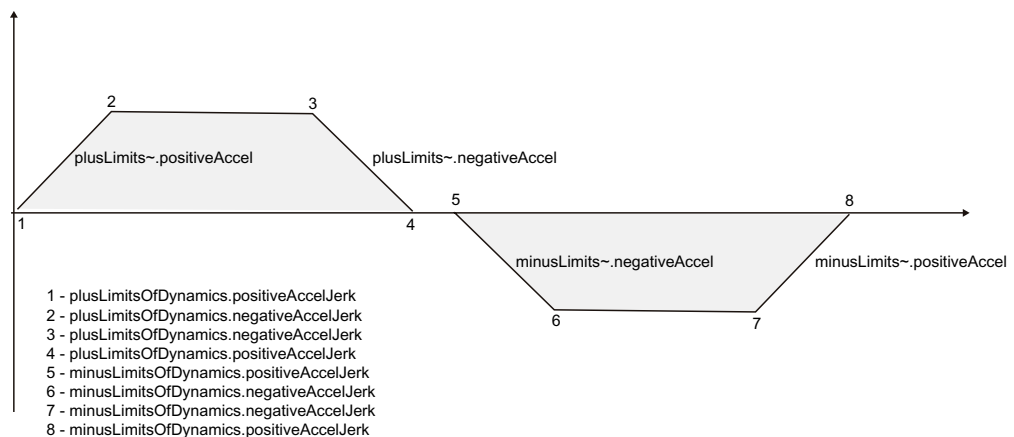 2
3
plusLimits~.positiveAccel
plusLimits~.negativeAccel
5
8
1
4
minusLimits~.negativeAccel
minusLimits~.positiveAccel
6
7
1 - plusLimitsOfDynamics.positiveAccelJerk
2 - plusLimitsOfDynamics.negativeAccelJerk
3 - plusLimitsOfDynamics.negativeAccelJerk
4 - plusLimitsOfDynamics.positiveAccelJerk
5 - minusLimitsOfDynamics.positiveAccelJerk
6 - minusLimitsOfDynamics.negativeAccelJerk
7 - minusLimitsOfDynamics.negativeAccelJerk
8 - minusLimitsOfDynamics.positiveAccelJerk